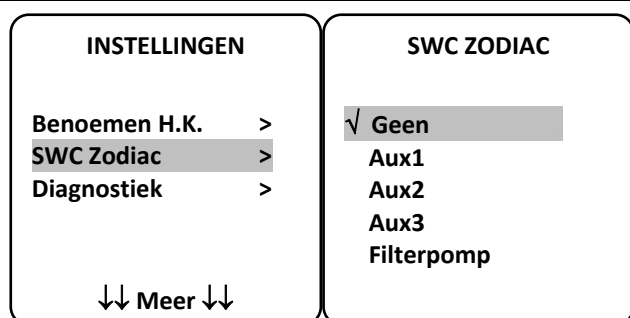 INSTELLINGEN
Benoemen H.K. >
SWC Zodiac >
Diagnostiek >
↓↓ Meer ↓↓
SWC ZODIAC
√ Geen
Aux1
Aux2
Aux3
Filterpomp